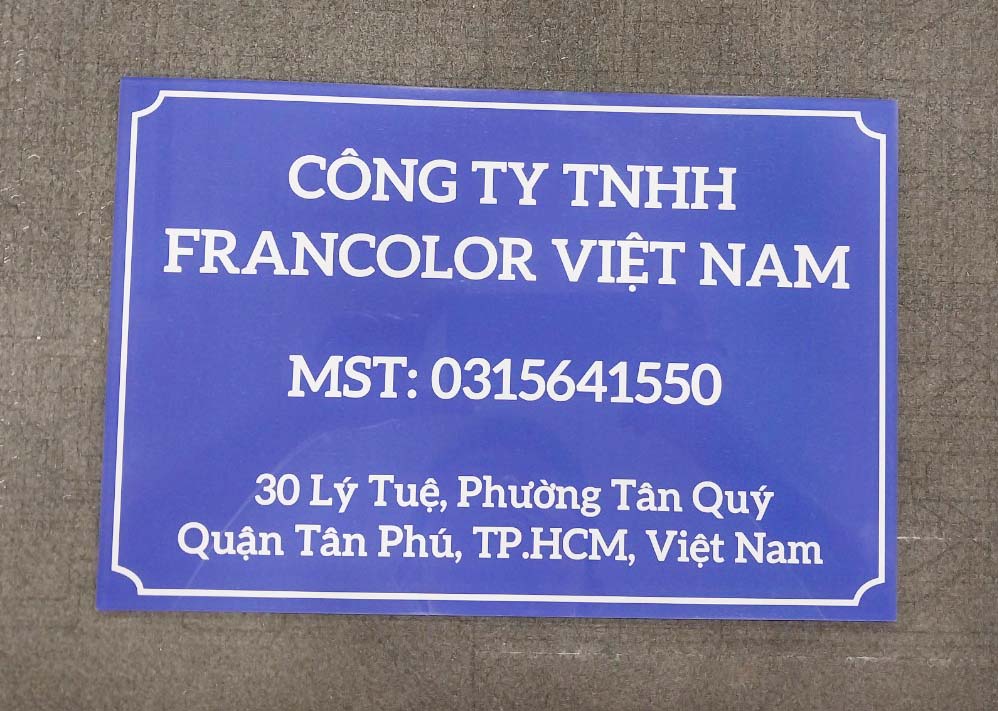 CÔNG TY TNHH
FRANCOLOR VIỆT NAM
MST: 0315641550
30 Lý Tuệ, Phường Tân Quý
Quận Tân Phú, TP.HCM, Việt Nam